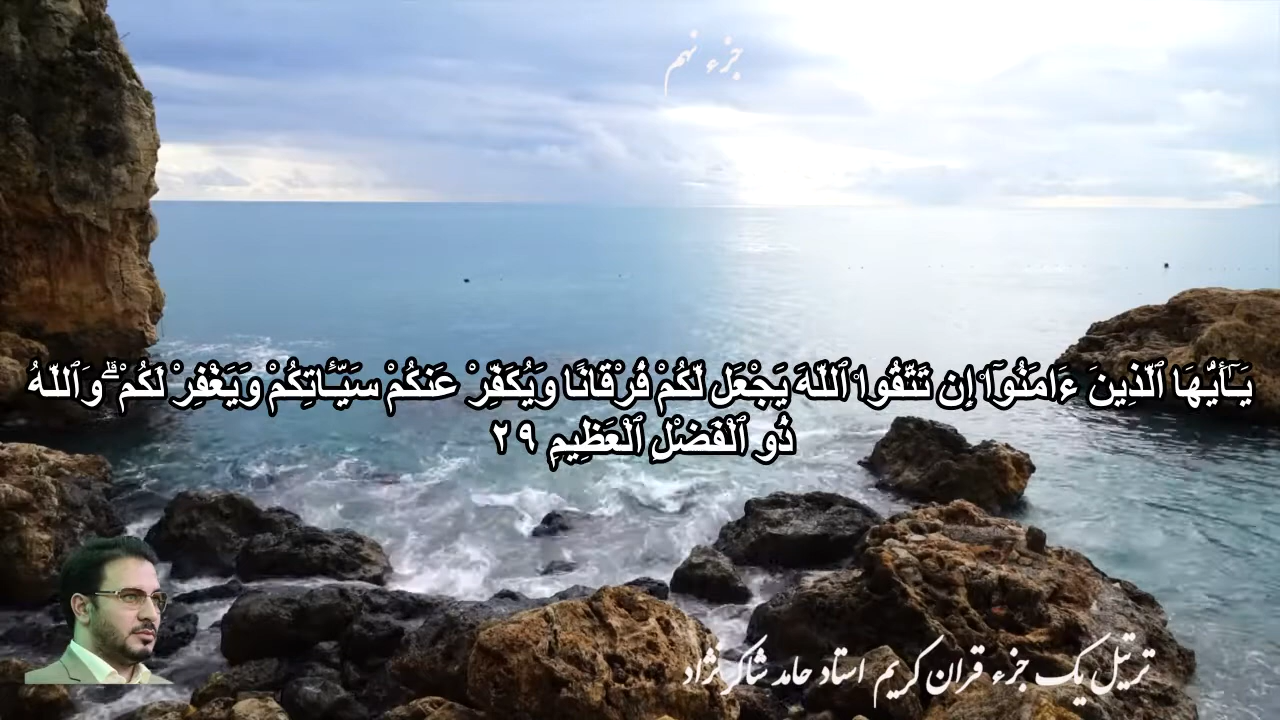 جزء نهم
يَـٰٓأَيُّهَا ٱلَّذِينَ ءَامَنُوٓا۟ إِن تَتَّقُوا۟ ٱللَّهَ يَجْعَل لَّكُمْ فُرْقَانًا وَيُكَفِّرْ عَنكُمْ سَيِّـَٔاتِكُمْ وَيَغْفِرْ لَكُمْ ۗ وَٱللَّهُ
ذُو ٱلْفَضْلِ ٱلْعَظِيمِ ٢٩
ترتیل یک جزء قران کریم استاد حامد شاکرنژاد